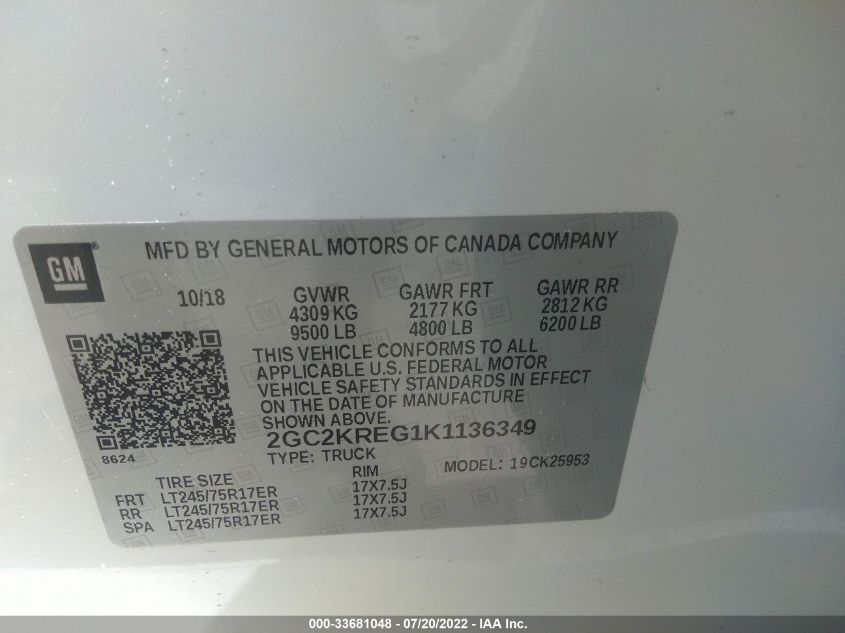 GM®
MFD BY GENERAL MOTORS OF CANADA COMPANY
10/18 GVWR GAWR FRT GAWR RR
4309 KG 2177 KG 2812 KG
9500 LB 4800 LB 6200 LB
THIS VEHICLE CONFORMS TO ALL
APPLICABLE U.S. FEDERAL MOTOR
VEHICLE SAFETY STANDARDS IN EFFECT
ON THE DATE OF MANUFACTURE
SHOWN ABOVE.
8624
2GC2KREG1K1136349
TYPE: TRUCK MODEL: 19CK25953
TIRE SIZE RIM
FRT LT245/75R17ER 17X7.5J
RR LT245/75R17ER 17X7.5J
SPA LT245/75R17ER 17X7.5J
000-33681048 - 07/20/2022 - IAA Inc.